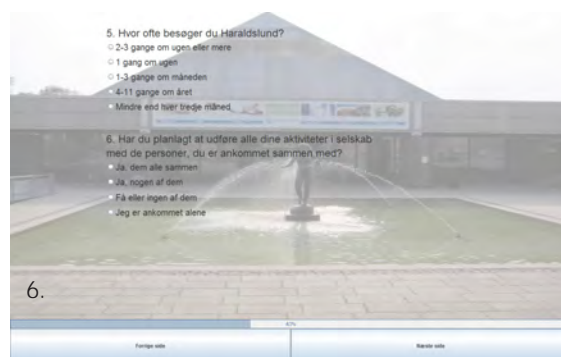 5. Hvor ofte besøger du Haraldslund?
2-3 gange om ugen eller mere
1 gang om ugen
1-3 gange om måneden
4-11 gange om året
Mindre end hver tredje måned
6. Har du planlagt at udføre alle dine aktiviteter i selskab
med de personer, du er ankommet sammen med?
Ja, dem alle sammen
Ja, nogen af dem
Få eller ingen af dem
Jeg er ankommet alene
6.
Forrige side
Næste side